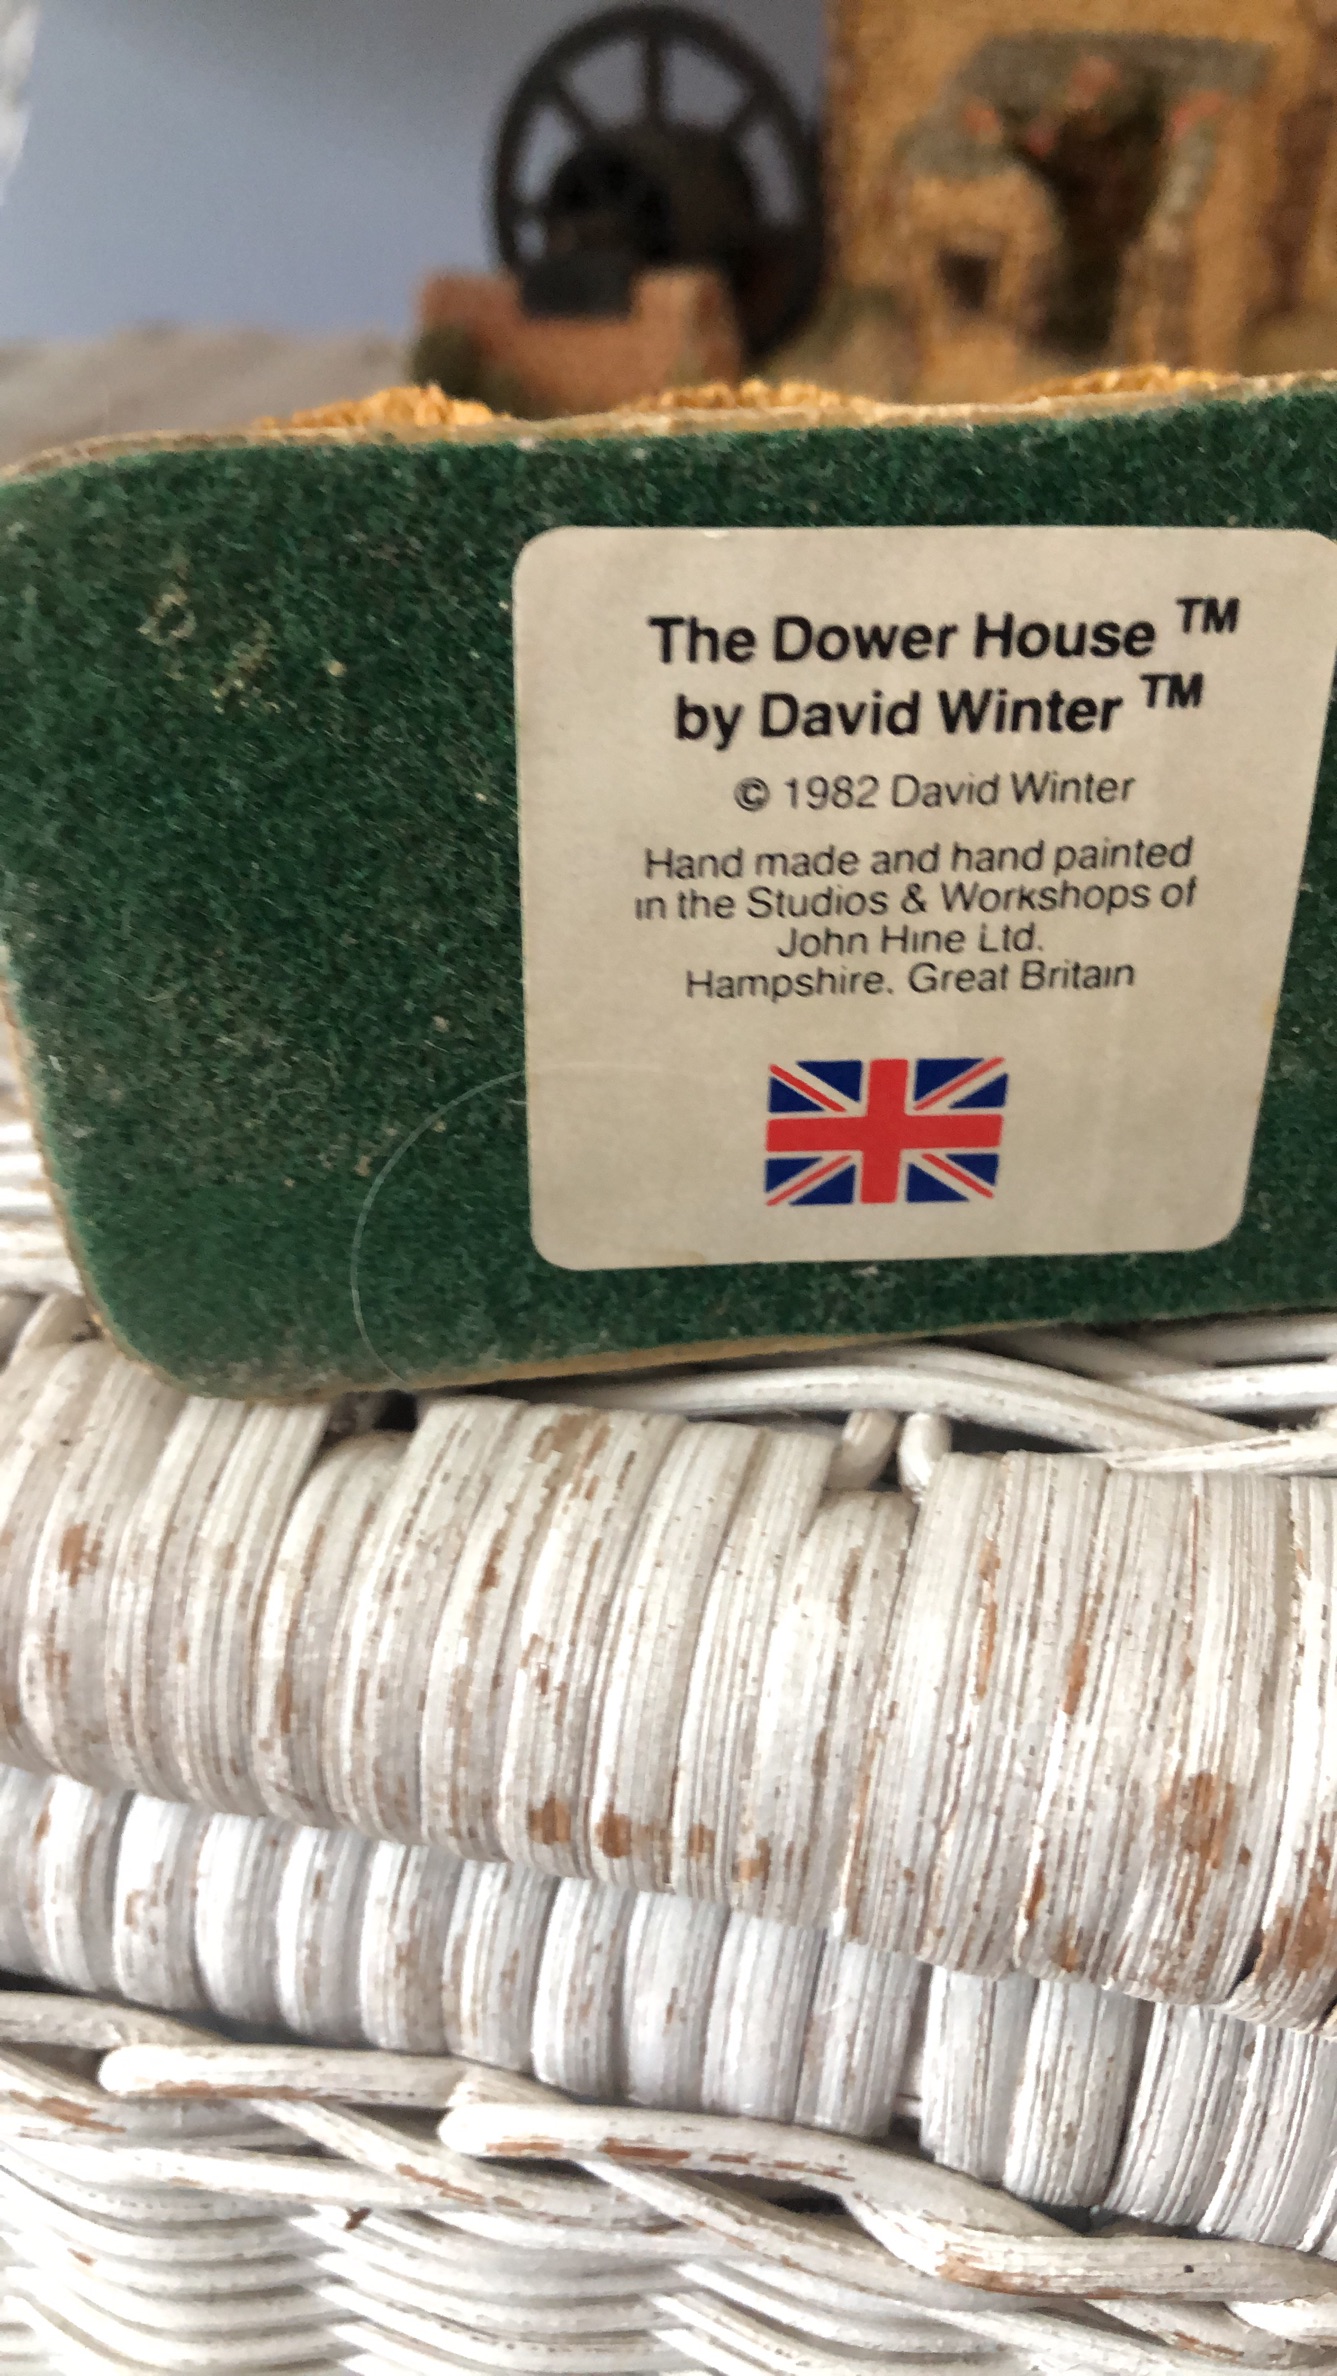 The Dower House ™
by David Winter ™
© 1982 David Winter
Hand made and hand painted
in the Studios & Workshops of
John Hine Ltd.
Hampshire. Great Britain